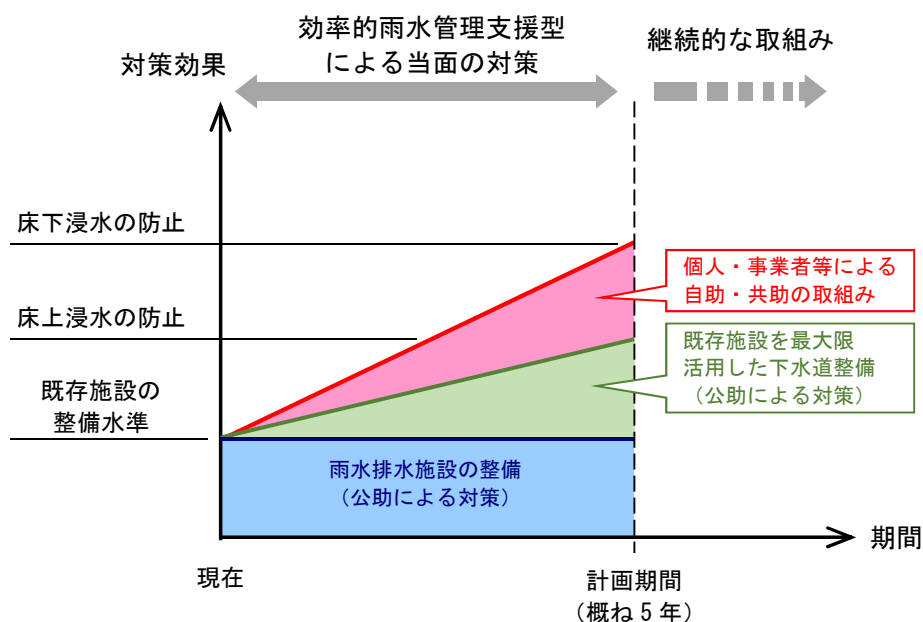 効率的雨水管理支援型
による当面の対策
継続的な取組み
対策効果
床下浸水の防止
個人・事業者等による
自助・共助の取組み
床上浸水の防止
既存施設を最大限
活用した下水道整備
（公助による対策）
既存施設の
整備水準
雨水排水施設の整備
（公助による対策）
期間
現在
計画期間
（概ね５年）